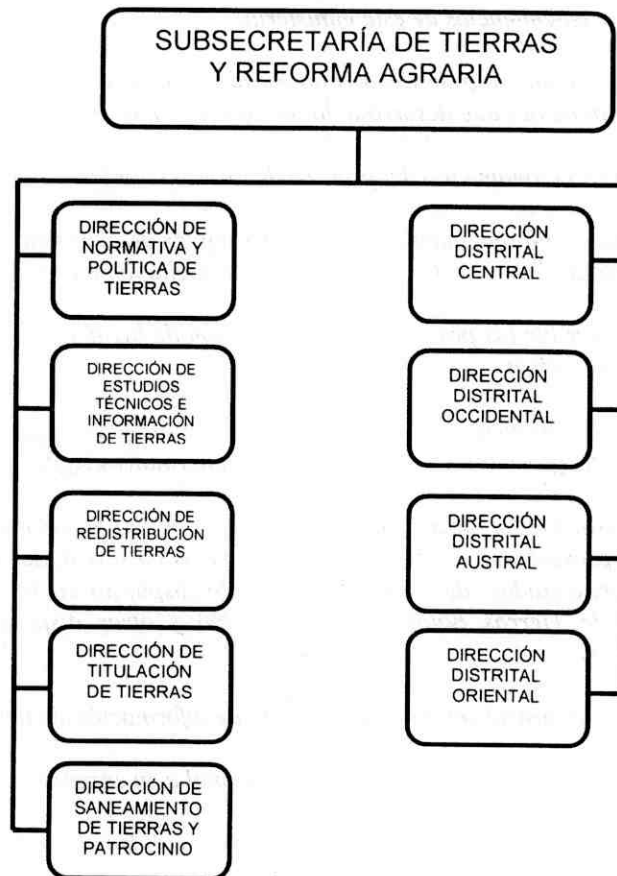 SUBSECRETARÍA DE TIERRAS
Y REFORMA AGRARIA
DIRECCIÓN DE
NORMATIVA Y
POLÍTICA DE
TIERRAS
DIRECCIÓN DE
ESTUDIOS
TÉCNICOS E
INFORMACIÓN
DE TIERRAS
DIRECCIÓN DE
REDISTRIBUCIÓN
DE TIERRAS
DIRECCIÓN DE
TITULACIÓN
DE TIERRAS
DIRECCIÓN DE
SANEAMIENTO
DE TIERRAS Y
PATROCINIO
DIRECCIÓN
DISTRITAL
CENTRAL
DIRECCIÓN
DISTRITAL
OCCIDENTAL
DIRECCIÓN
DISTRITAL
AUSTRAL
DIRECCIÓN
DISTRITAL
ORIENTAL